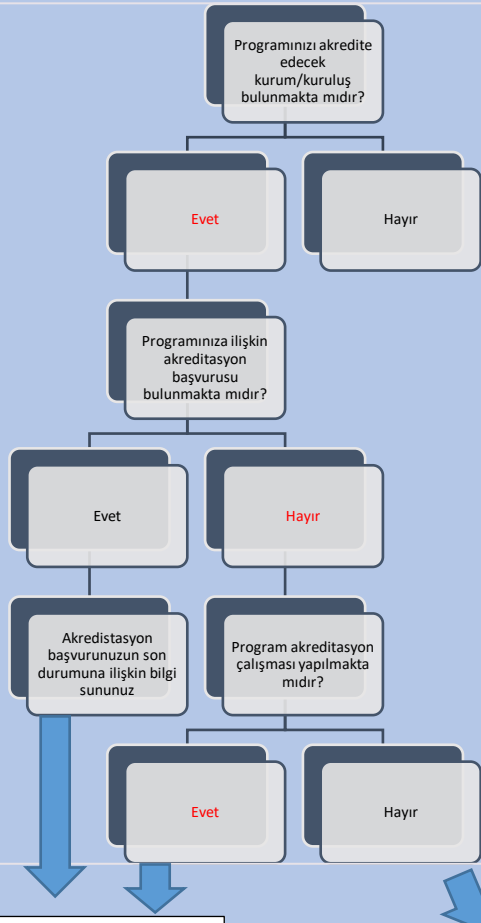 Programınızı akredite
edecek
kurum/kuruluş
bulunmakta mıdır?
Evet
Hayır
Programınıza ilişkin
akreditasyon
başvurusu
bulunmakta mıdır?
Evet
Hayır
Akredistasyon
başvurunuzun son
durumuna ilişkin bilgi
sununuz
Program akreditasyon
çalışması yapılmakta
mıdır?
Evet
Hayır